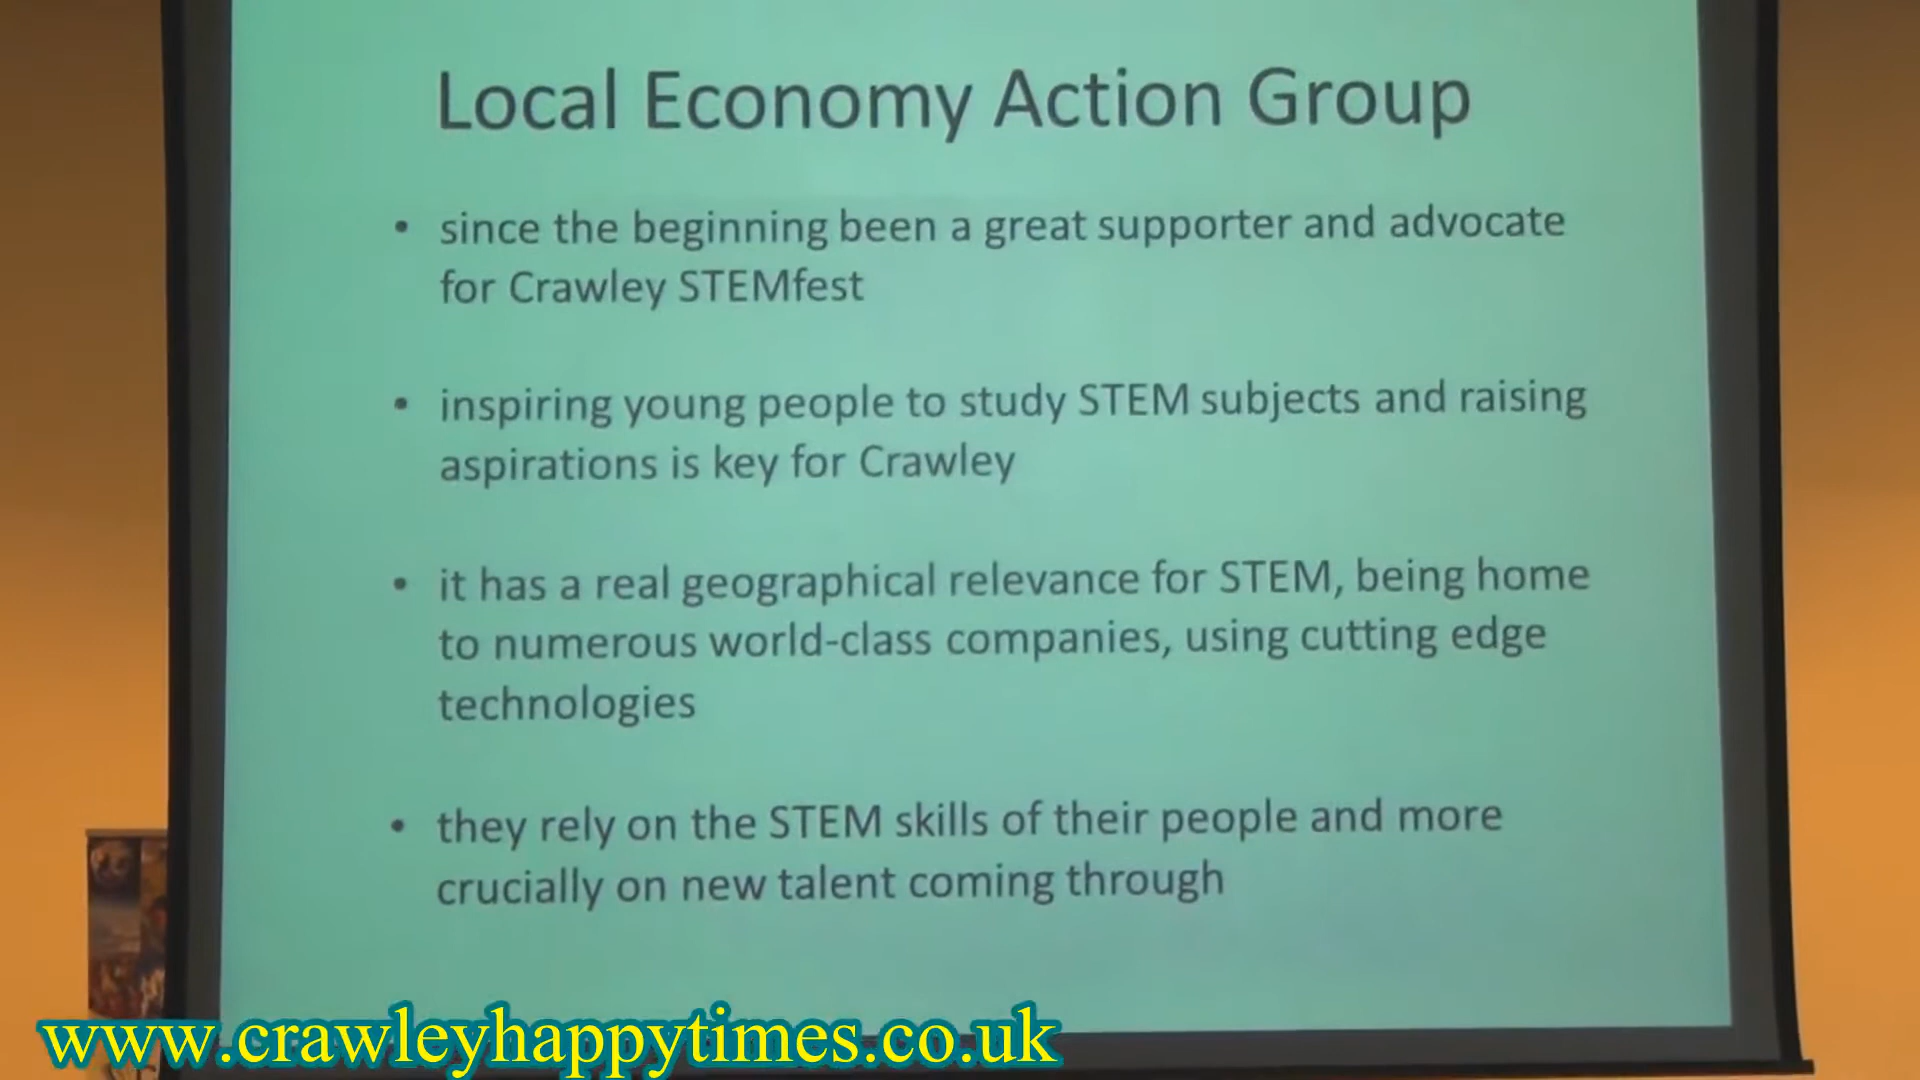 Local Economy Action Group
• since the beginning been a great supporter and advocate
for Crawley STEMfest
• inspiring young people to study STEM subjects and raising
aspirations is key for Crawley
• it has a real geographical relevance for STEM, being home
to numerous world-class companies, using cutting edge
technologies
• they rely on the STEM skills of their people and more
crucially on new talent coming through
www.crawleyhappytimes.co.uk